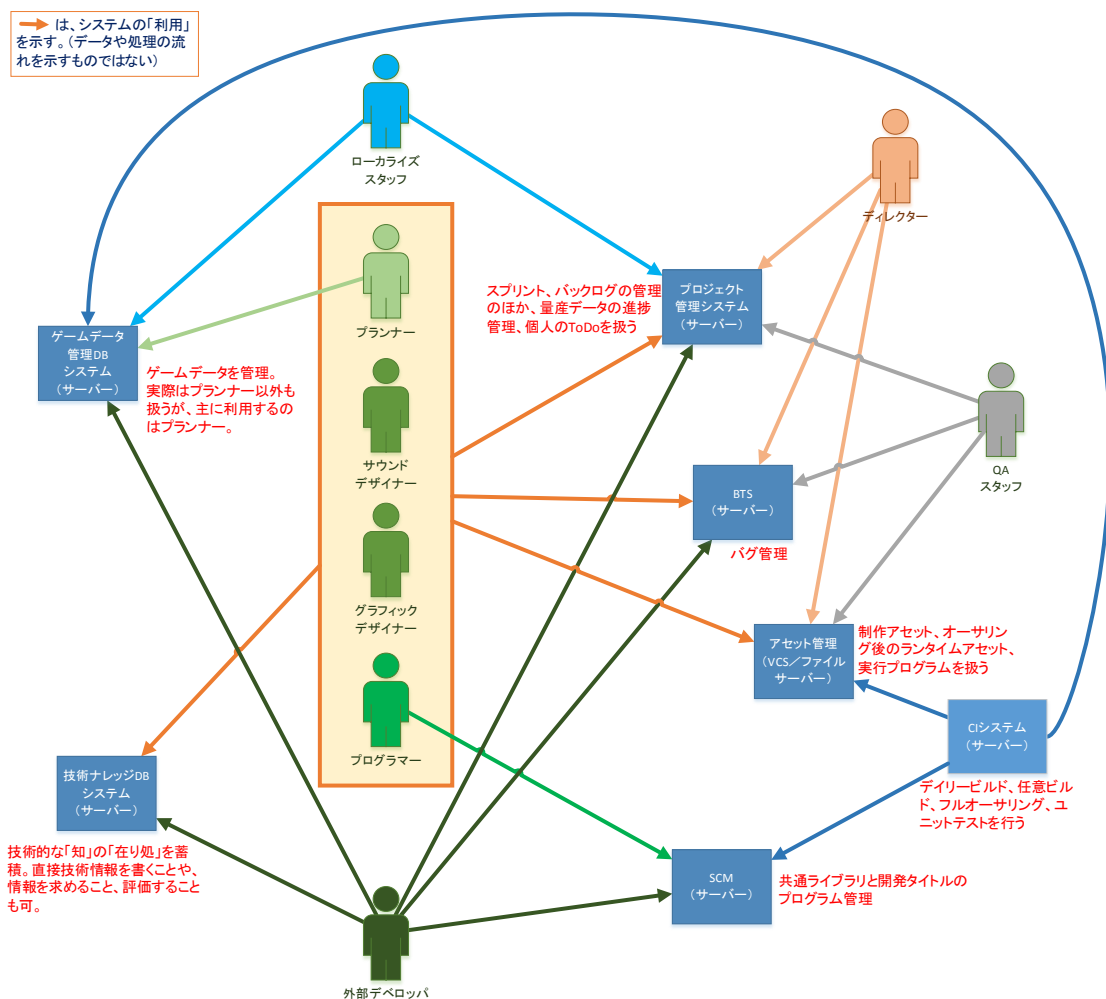 は、システムの「利用」
を示す。(データや処理の流
れを示すものではない)
ローカライズ
スタッフ
ディレクター
プランナー
スプリント、バックログの管理
のほか、量産データの進捗
管理、個人のToDoを扱う
プロジェクト
管理システム
(サーバー)
ゲームデータ
管理DB
システム
(サーバー)
ゲームデータを管理。
実際はプランナー以外も
扱うが、主に利用するの
はプランナー。
サウンド
デザイナー
QA
スタッフ
BTS
(サーバー)
バグ管理
グラフィック
デザイナー
アセット管理
(VCS/ファイル
サーバー)
制作アセット、オーサリン
グ後のランタイムアセット、
実行プログラムを扱う
プログラマー
CIシステム
(サーバー)
デイリービルド、任意ビル
ド、フルオーサリング、ユ
ニットテストを行う
技術ナレッジDB
システム
(サーバー)
技術的な「知」の「在り処」を蓄
積。直接技術情報を書くことや、
情報を求めること、評価すること
も可。
SCM
(サーバー)
共通ライブラリと開発タイトルの
プログラム管理
外部デベロッパ